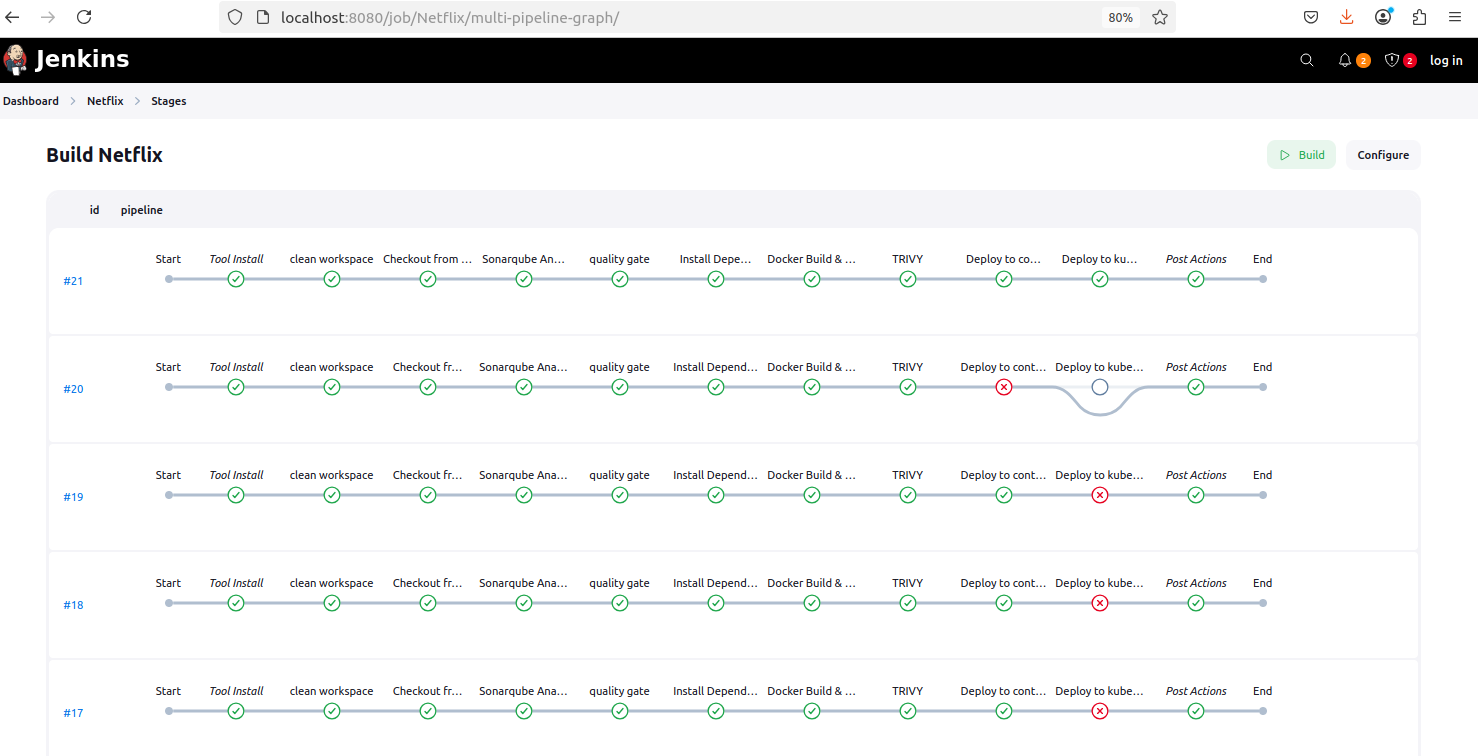 localhost:8080/job/Netflix/multi-pipeline-graph/ 80%
Jenkins 2 2 log in
Dashboard Netflix Stages
Build Netflix Build Configure
id pipeline
Start Tool Install clean workspace Checkout from ... Sonarqube An... quality gate Install Depe... Docker Build & ... TRIVY Deploy to co... Deploy to ku... Post Actions End
#21
Start Tool Install clean workspace Checkout fr... Sonarqube Ana... quality gate Install Depend... Docker Build & ... TRIVY Deploy to cont... Deploy to kube... Post Actions End
#20
Start Tool Install clean workspace Checkout fr... Sonarqube Ana... quality gate Install Depend... Docker Build & ... TRIVY Deploy to cont... Deploy to kube... Post Actions End
#19
Start Tool Install clean workspace Checkout fr... Sonarqube Ana... quality gate Install Depend... Docker Build & ... TRIVY Deploy to cont... Deploy to kube... Post Actions End
#18
Start Tool Install clean workspace Checkout fr... Sonarqube Ana... quality gate Install Depend... Docker Build & ... TRIVY Deploy to cont... Deploy to kube... Post Actions End
#17